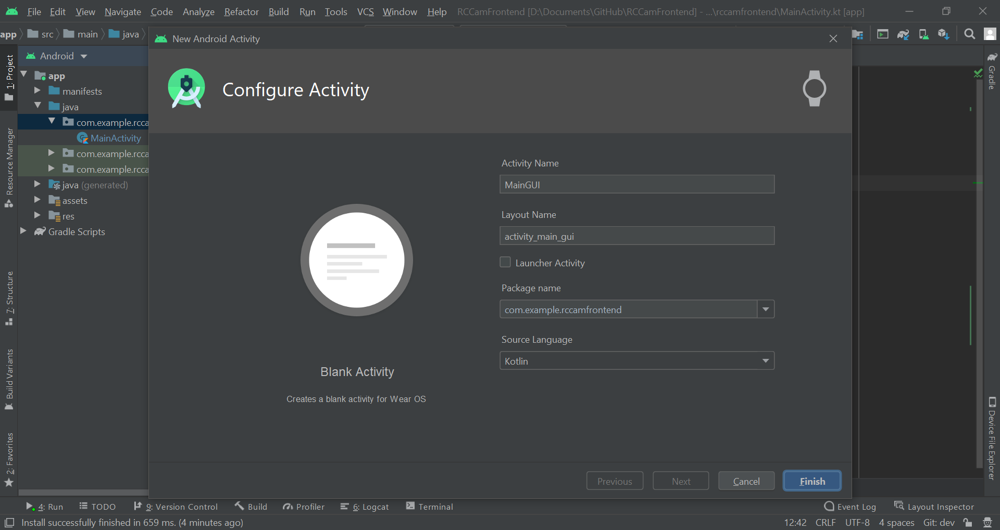 File Edit View Navigate Code Analyze Refactor Build Run Tools VCS Window Help RCCamFrontend [D:\Documents\GitHub\RCCamFrontend] - ...\rccamfrontend\MainActivity.kt [app]
app src main java
New Android Activity
Android
Configure Activity
1: Project
app
manifests
java
com.example.rcca
MainActivity
com.example.rcca
com.example.rcca
java (generated)
assets
res
Gradle Scripts
Resource Manager
7: Structure
Build Variants
2: Favorites
Activity Name
MainGUI
Layout Name
activity_main_gui
Launcher Activity
Package name
com.example.rccamfrontend
Source Language
Kotlin
Blank Activity
Creates a blank activity for Wear OS
Previous Next Cancel Finish
Gradle
Device File Explorer
4: Run TODO 9: Version Control Build Profiler 6: Logcat Terminal Event Log Layout Inspector
Install successfully finished in 659 ms. (4 minutes ago) 12:42 CRLF UTF-8 4 spaces Git: dev